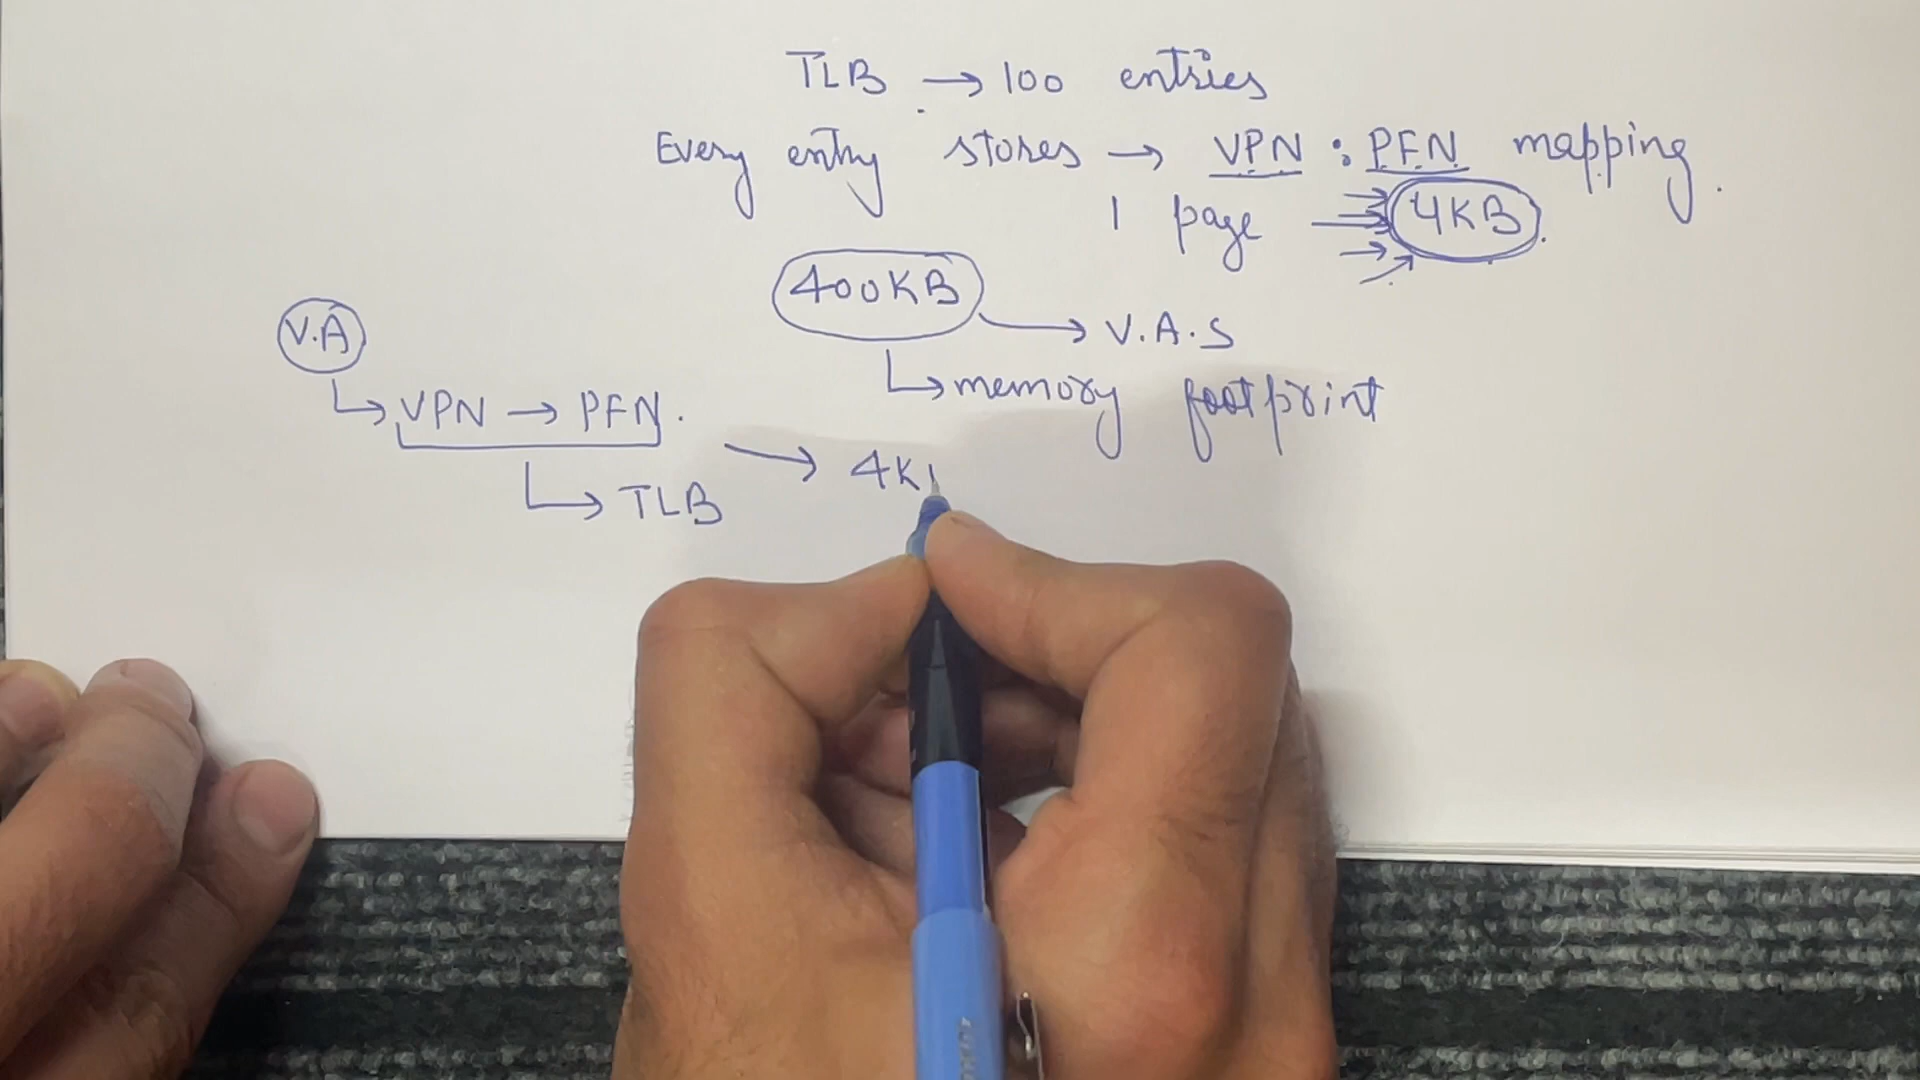 TLB → 100 entries
Every entry stores → VPN : PFN mapping.
1 page → 4KB.
400KB → V.A.S
↳ memory footprint
V.A
↳ VPN → PFN.
↳ TLB → 4K